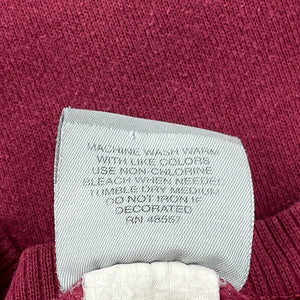 MACHINE WASH WARM
WITH LIKE COLORS
USE NON-CHLORINE
BLEACH WHEN NEEDED
TUMBLE DRY MEDIUM
DO NOT IRON IF
DECORATED
RN 48557